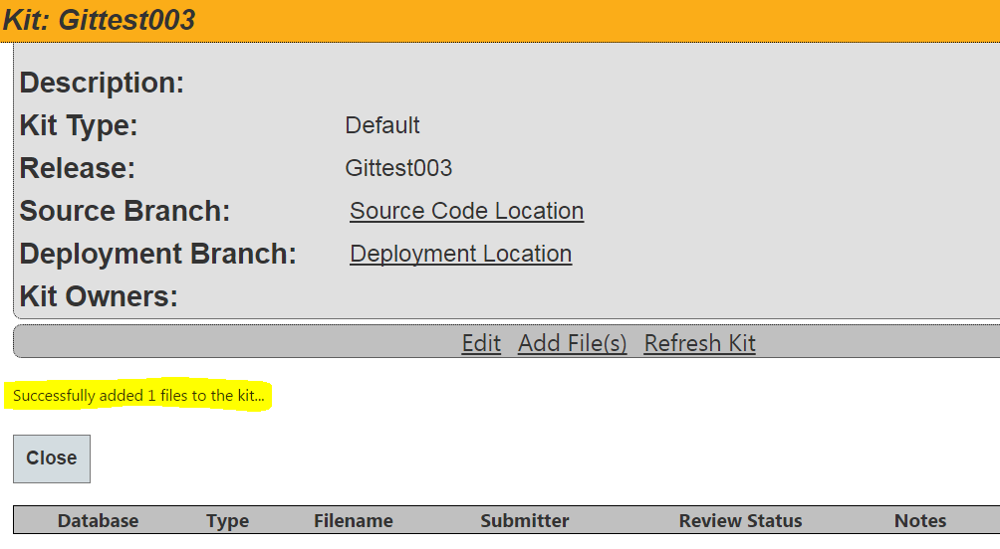 Kit: Gittest003
Description:
Kit Type: Default
Release: Gittest003
Source Branch: Source Code Location
Deployment Branch: Deployment Location
Kit Owners:
Edit Add File(s) Refresh Kit
Successfully added 1 files to the kit...
Close
Database Type Filename Submitter Review Status Notes